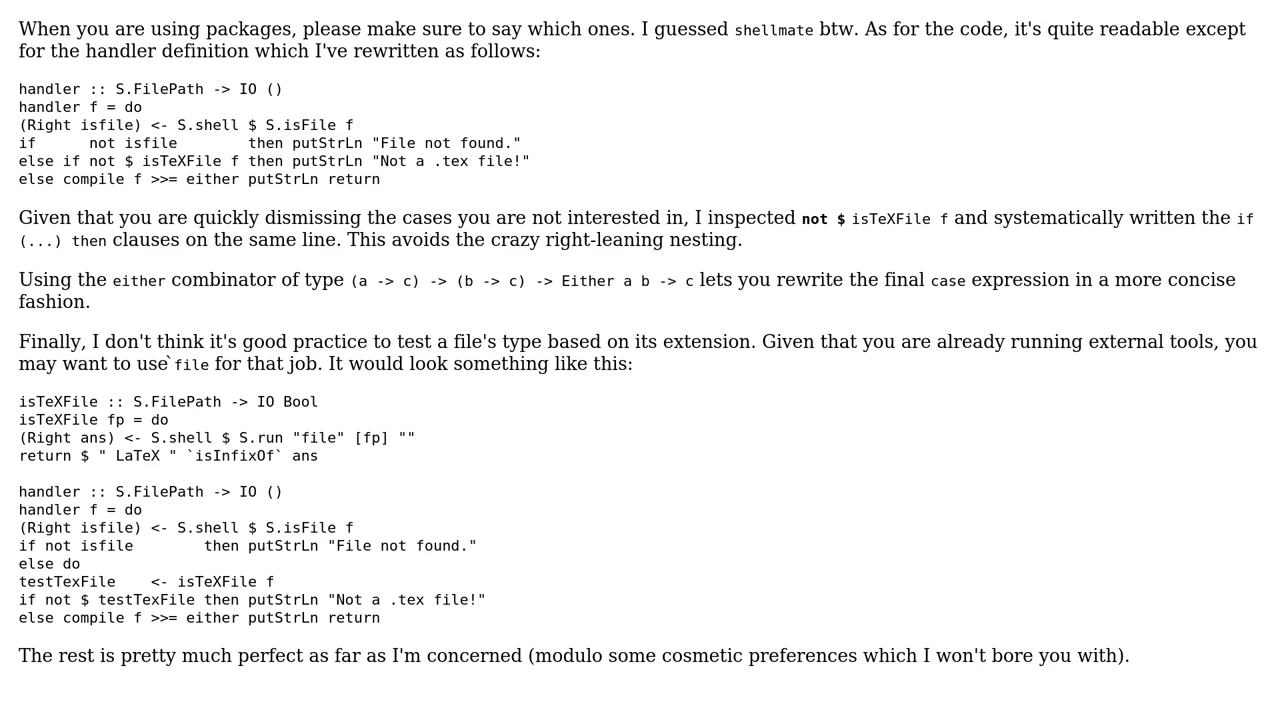 When you are using packages, please make sure to say which ones. I guessed shellmate btw. As for the code, it's quite readable except
for the handler definition which I've rewritten as follows:
handler :: S.FilePath -> IO ()
handler f = do
(Right isfile) <- S.shell $ S.isFile f
if      not isfile        then putStrLn "File not found."
else if not $ isTeXFile f then putStrLn "Not a .tex file!"
else compile f >>= either putStrLn return
Given that you are quickly dismissing the cases you are not interested in, I inspected not $ isTeXFile f and systematically written the if
(...) then clauses on the same line. This avoids the crazy right-leaning nesting.
Using the either combinator of type (a -> c) -> (b -> c) -> Either a b -> c lets you rewrite the final case expression in a more concise
fashion.
Finally, I don't think it's good practice to test a file's type based on its extension. Given that you are already running external tools, you
may want to use`file for that job. It would look something like this:
isTeXFile :: S.FilePath -> IO Bool
isTeXFile fp = do
(Right ans) <- S.shell $ S.run "file" [fp] ""
return $ " LaTeX " `isInfixOf` ans
handler :: S.FilePath -> IO ()
handler f = do
(Right isfile) <- S.shell $ S.isFile f
if not isfile        then putStrLn "File not found."
else do
testTexFile    <- isTeXFile f
if not $ testTexFile then putStrLn "Not a .tex file!"
else compile f >>= either putStrLn return
The rest is pretty much perfect as far as I'm concerned (modulo some cosmetic preferences which I won't bore you with).